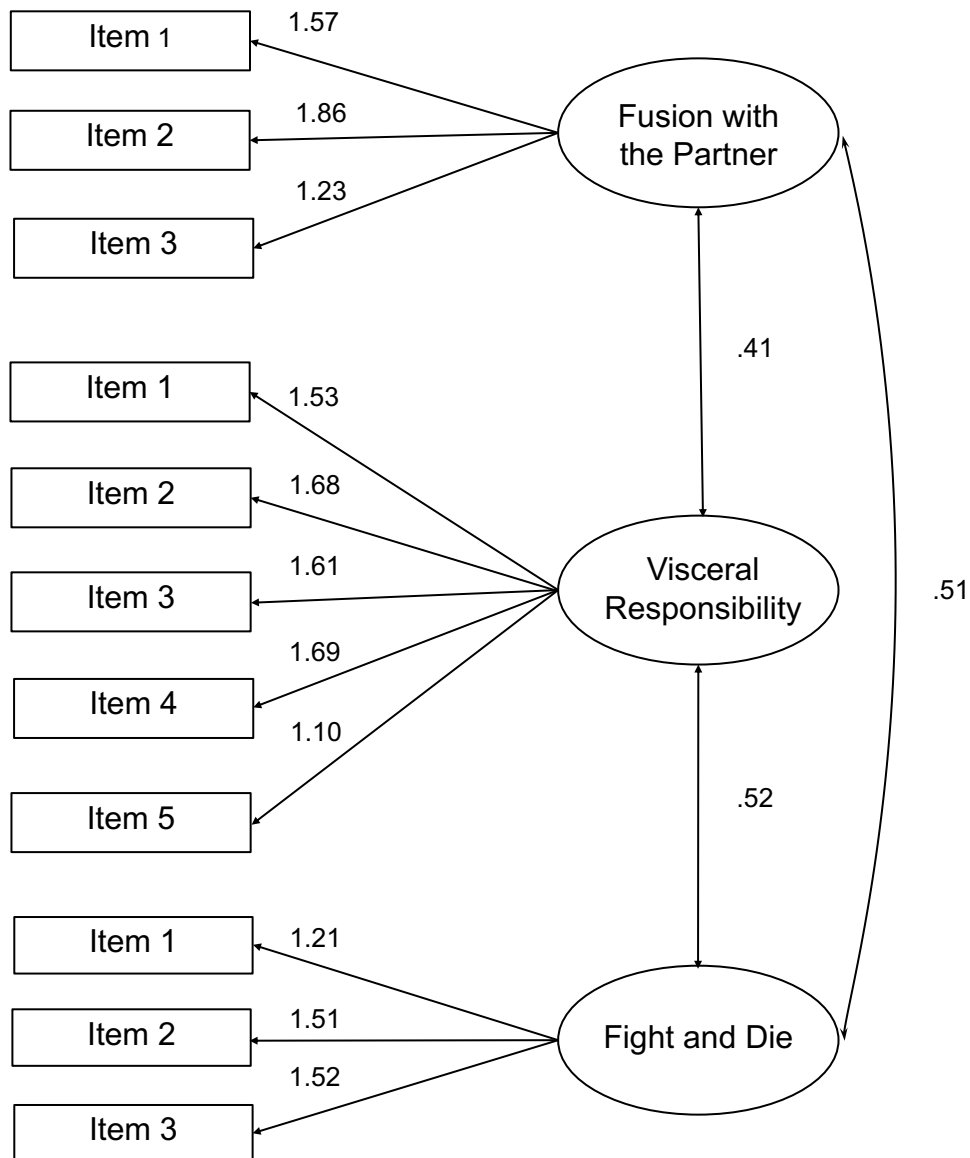 Item 1
1.57
Fusion with
the Partner
Item 2
1.86
Item 3
1.23
.41
Item 1
1.53
Item 2
1.68
Item 3
1.61
Visceral
Responsibility
.51
Item 4
1.69
Item 5
1.10
.52
Item 1
1.21
Item 2
1.51
Fight and Die
Item 3
1.52